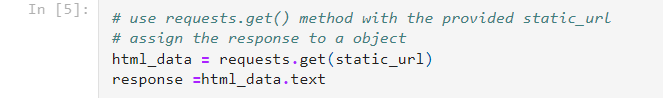 In [5]:
# use requests.get() method with the provided static_url
# assign the response to a object
html_data = requests.get(static_url)
response =html_data.text